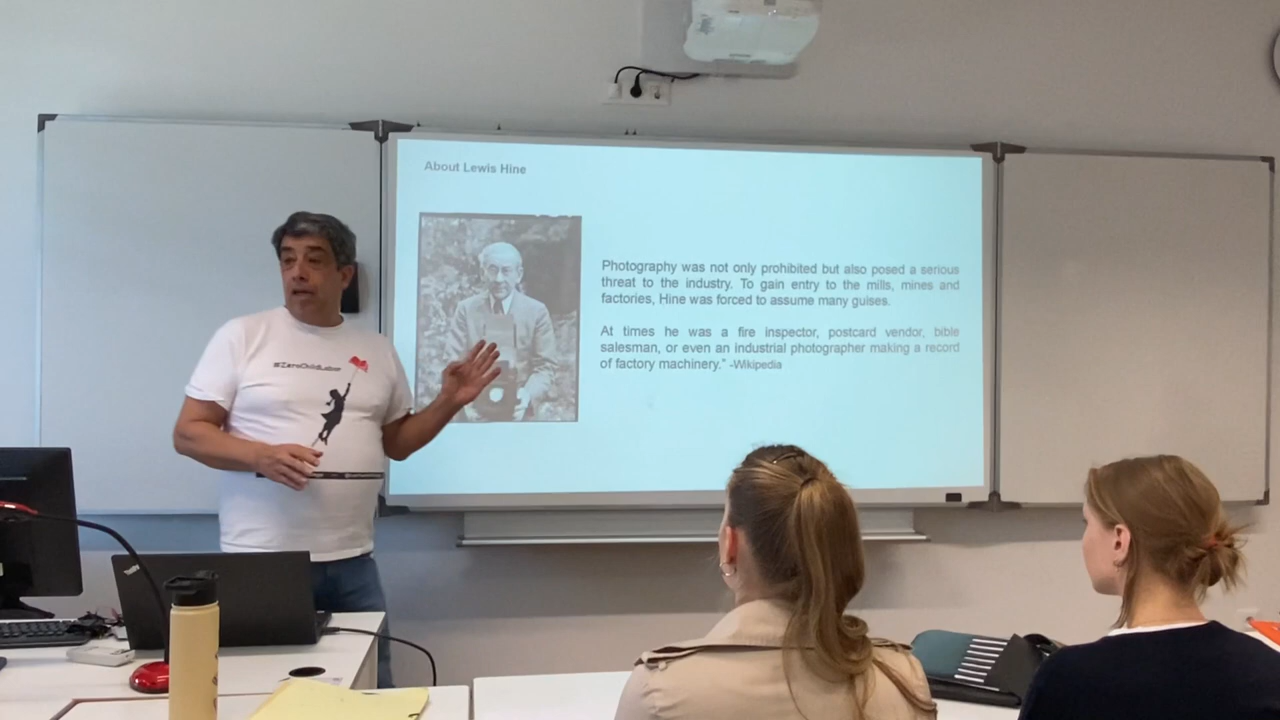 About Lewis Hine
Photography was not only prohibited but also posed a serious
threat to the industry. To gain entry to the mills, mines and
factories, Hine was forced to assume many guises.
At times he was a fire inspector, postcard vendor, bible
salesman, or even an industrial photographer making a record
of factory machinery." -Wikipedia
#ZeroChildLabor